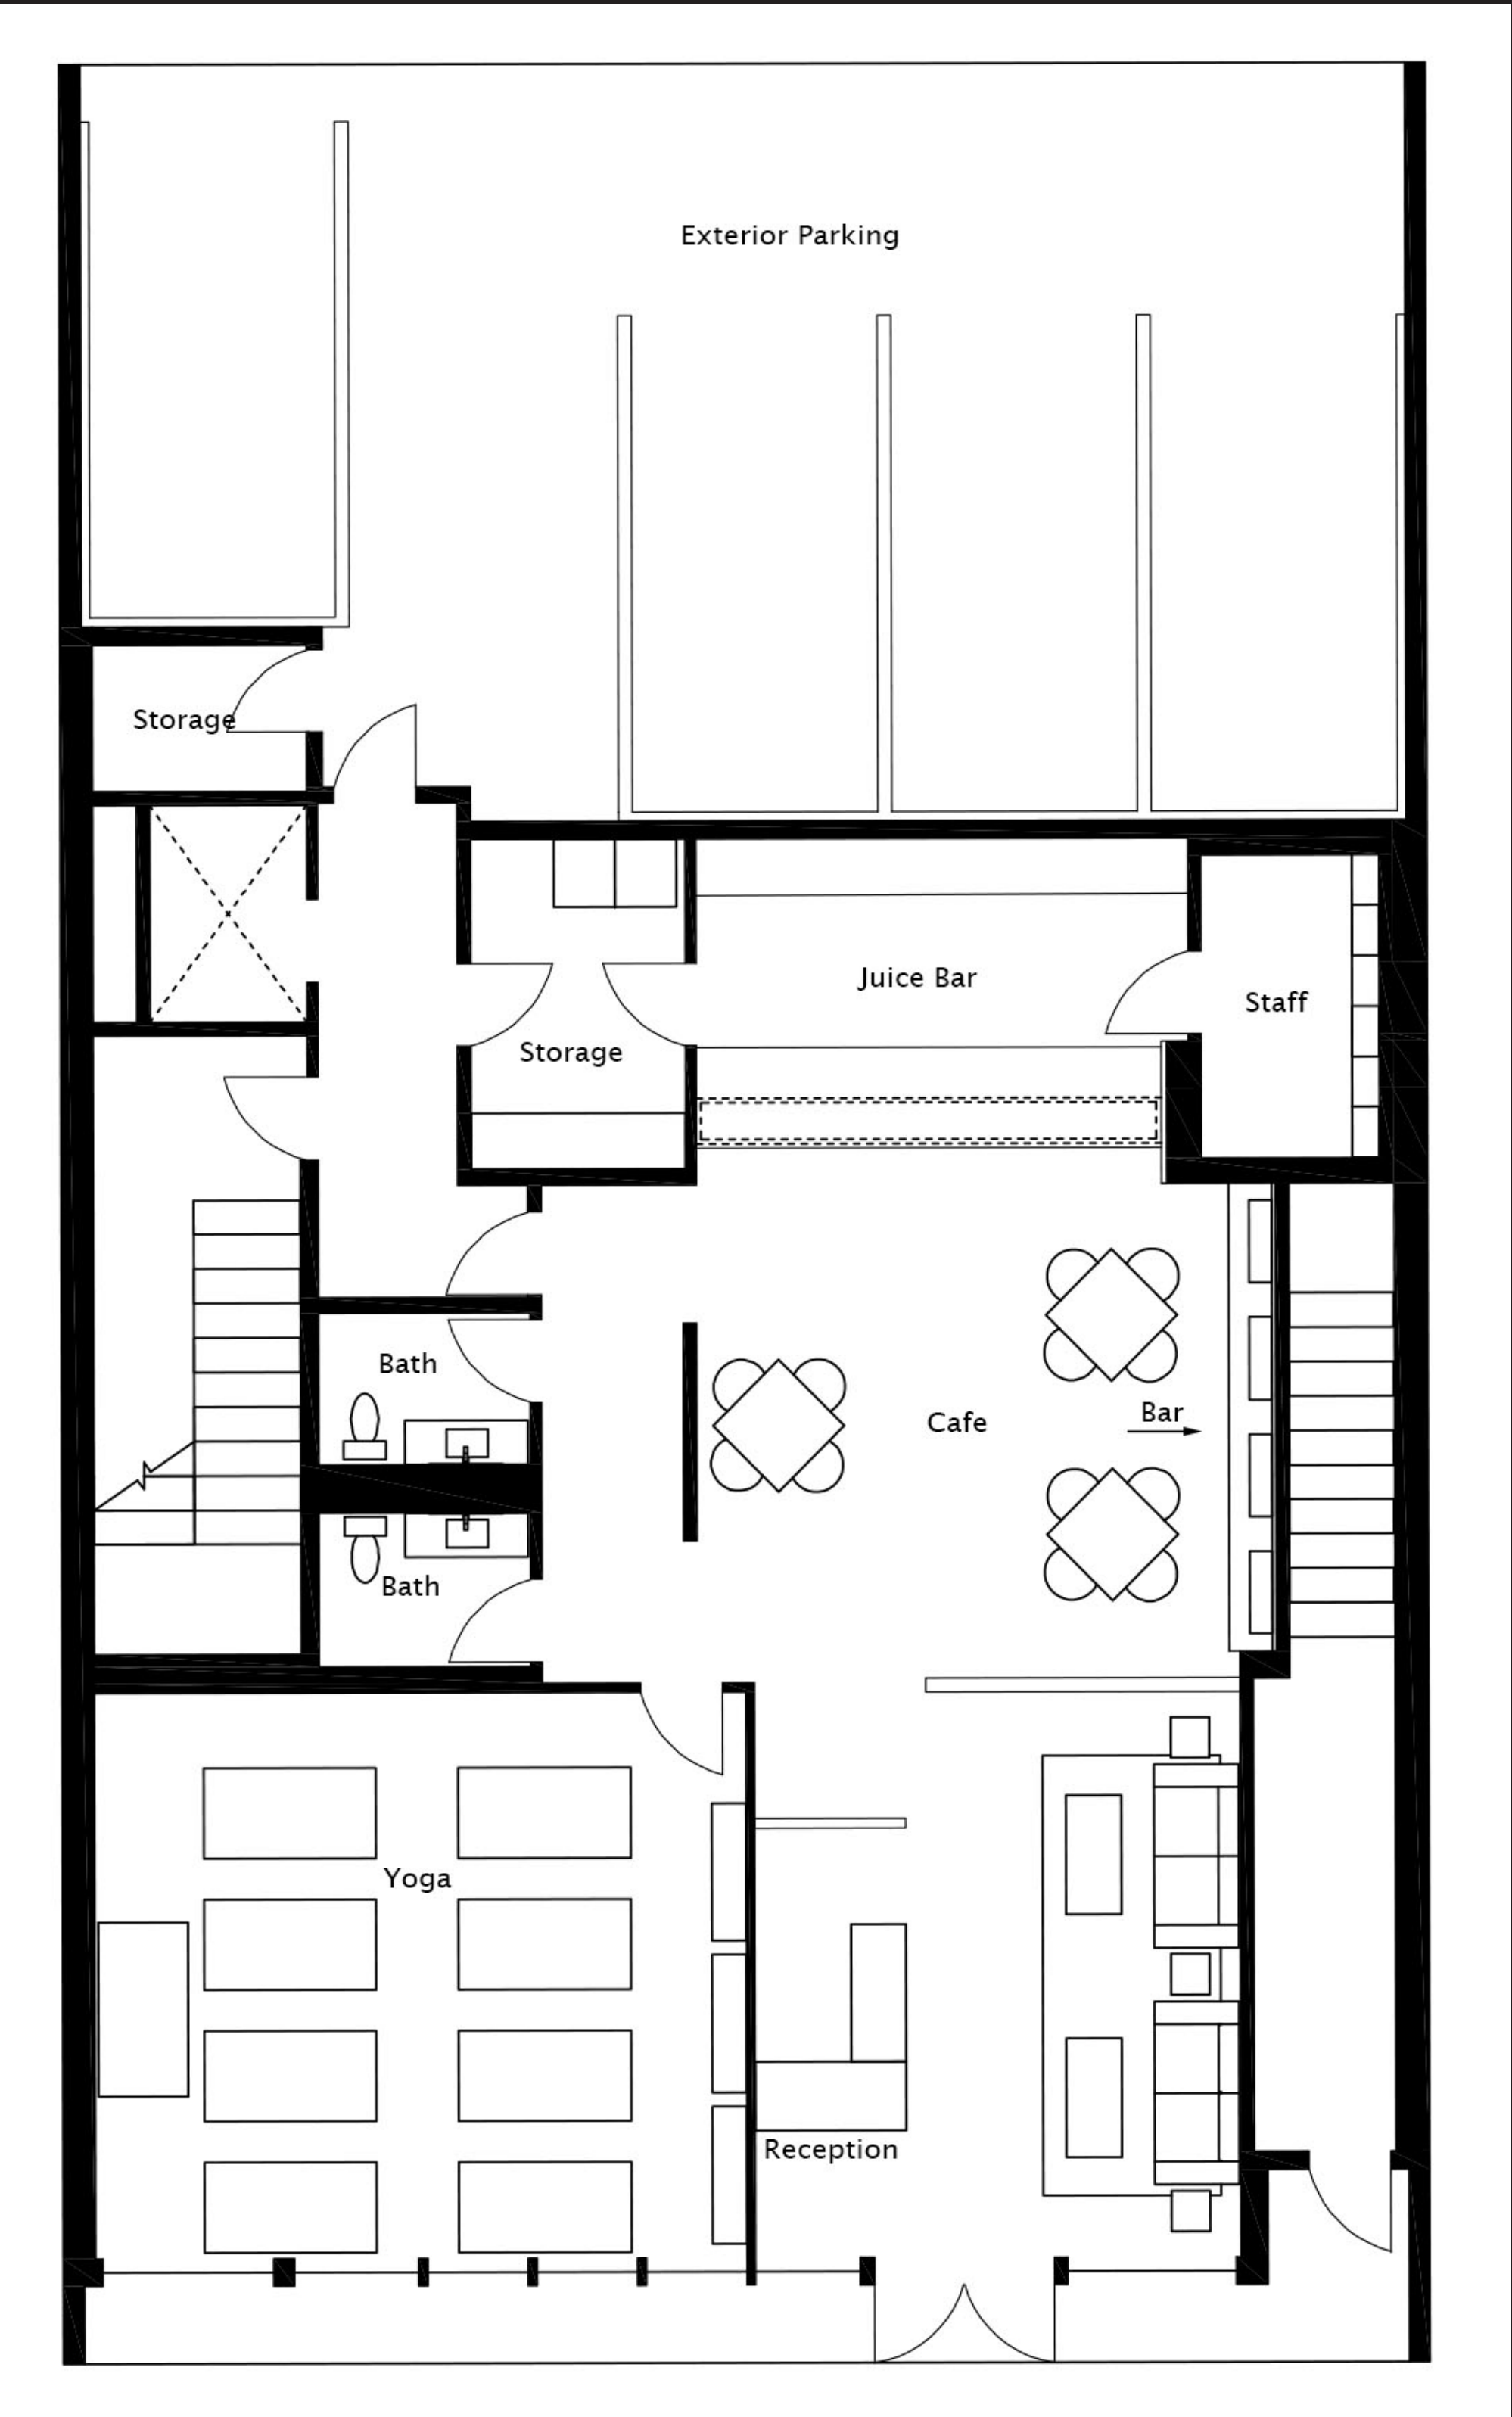 Exterior Parking
Storage
Juice Bar
Staff
Storage
Bath
Bar
Cafe
Bath
Yoga
Reception